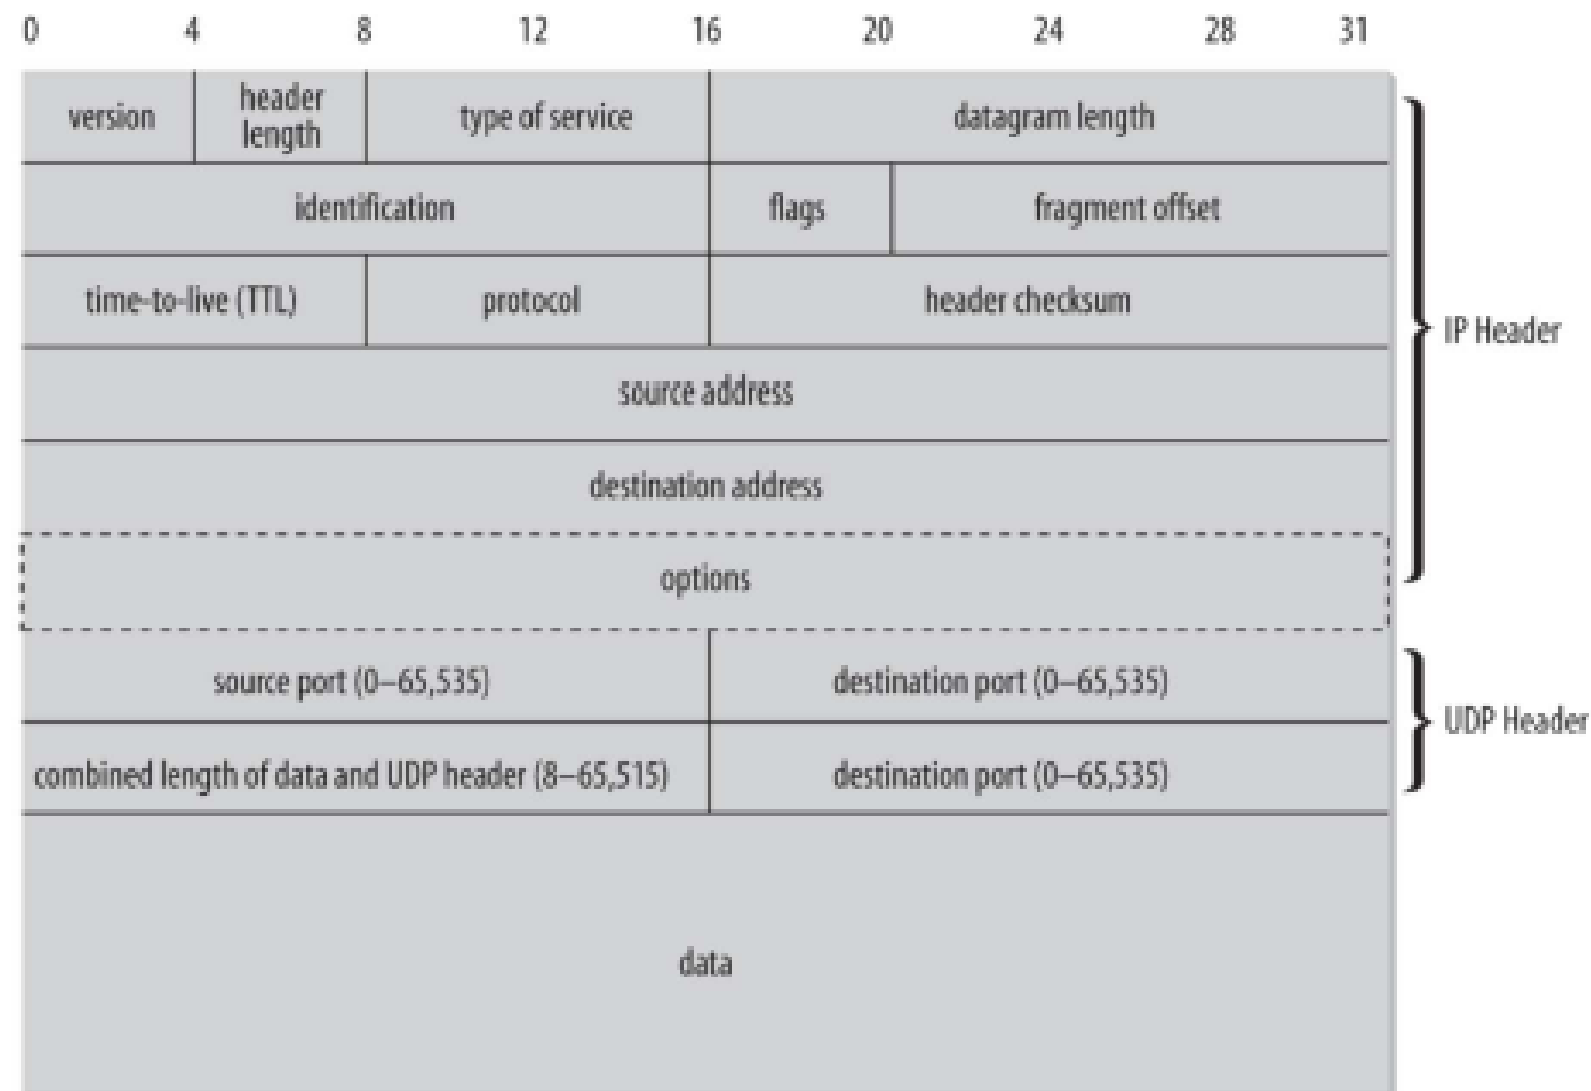 0 4 8 12 16 20 24 28 31
version header length type of service datagram length
identification flags fragment offset
time-to-live (TTL) protocol header checksum
source address
IP Header
destination address
options
source port (0–65,535) destination port (0–65,535)
UDP Header
combined length of data and UDP header (8–65,515) destination port (0–65,535)
data